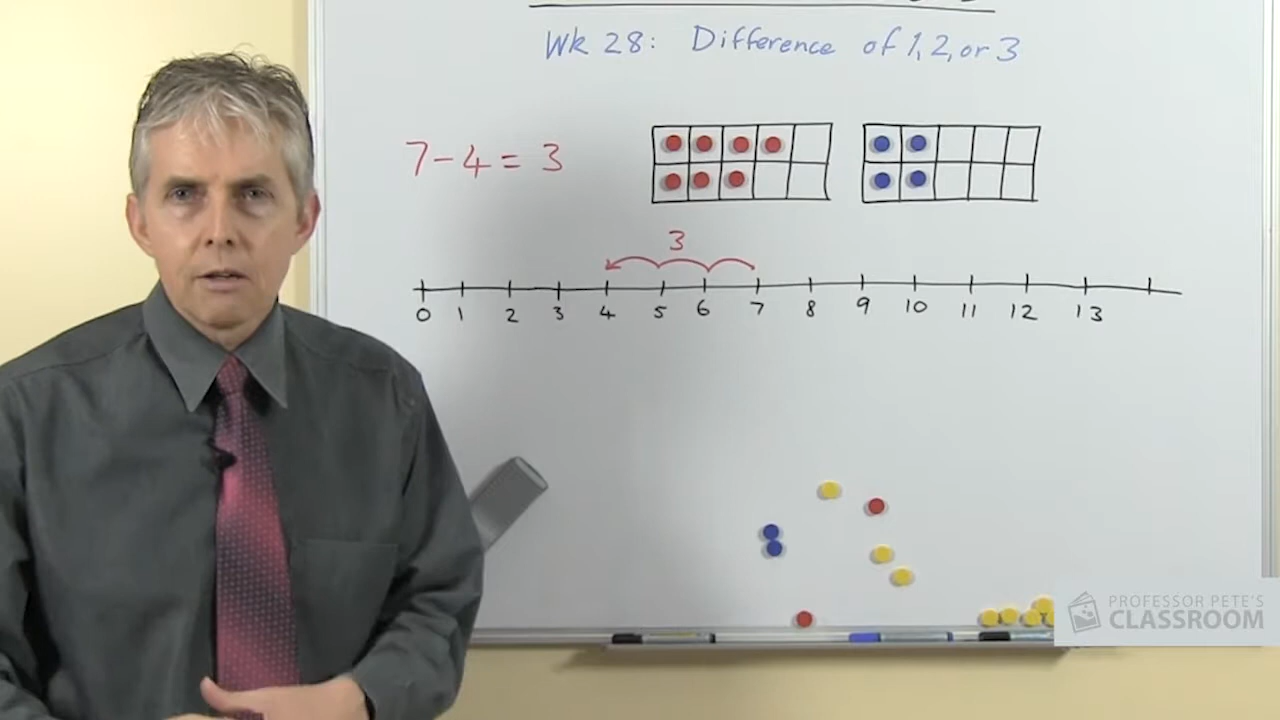 Wk 28: Difference of 1, 2, or 3
7 - 4 = 3
3
0 1 2 3 4 5 6 7 8 9 10 11 12 13
PROFESSOR PETE'S
CLASSROOM